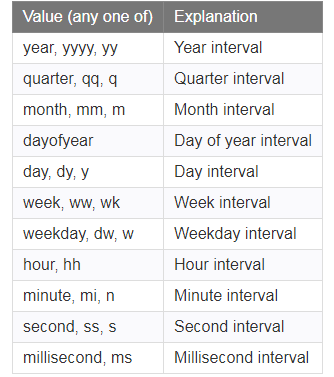 Value (any one of) Explanation
year, yyyy, yy Year interval
quarter, qq, q Quarter interval
month, mm, m Month interval
dayofyear Day of year interval
day, dy, y Day interval
week, ww, wk Week interval
weekday, dw, w Weekday interval
hour, hh Hour interval
minute, mi, n Minute interval
second, ss, s Second interval
millisecond, ms Millisecond interval